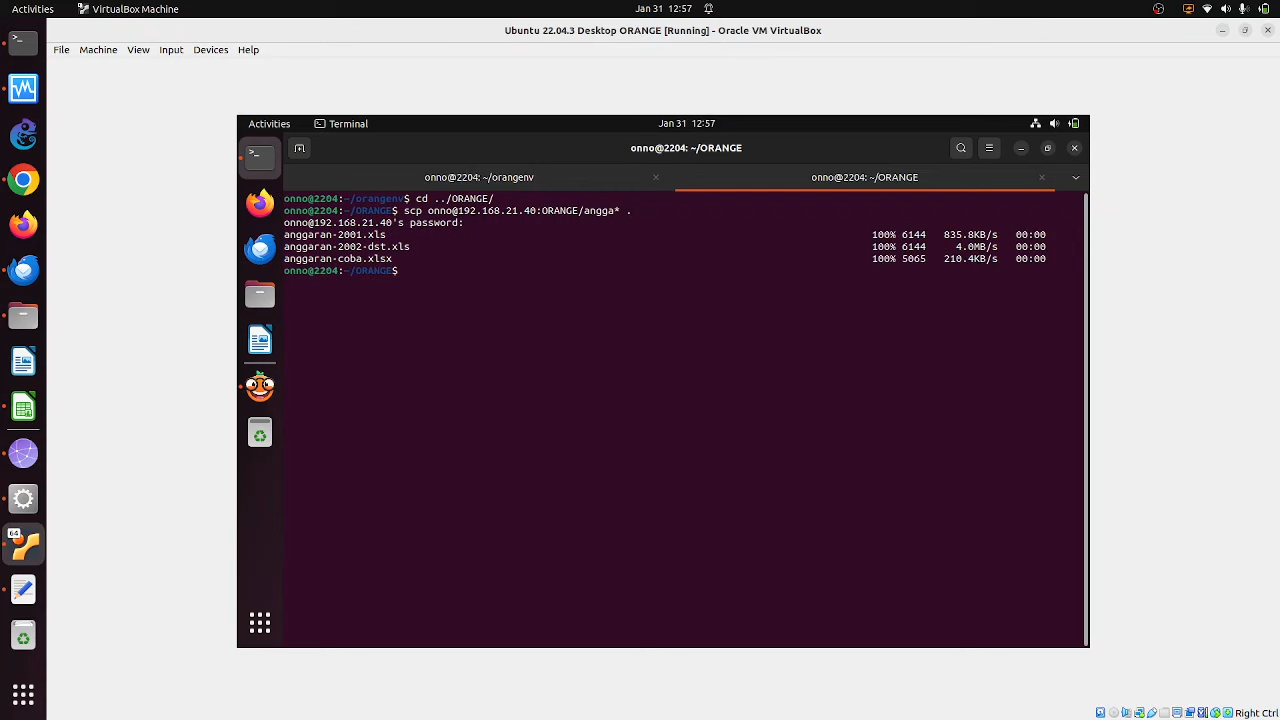 Activities VirtualBox Machine Jan 31 12:57
Ubuntu 22.04.3 Desktop ORANGE [Running] - Oracle VM VirtualBox
File Machine View Input Devices Help
Activities Terminal Jan 31 12:57
onno@2204: ~/ORANGE
onno@2204: ~/orangenv onno@2204: ~/ORANGE
onno@2204:~/orangenv$ cd ../ORANGE/
onno@2204:~/ORANGE$ scp onno@192.168.21.40:ORANGE/angga* .
onno@192.168.21.40's password:
anggaran-2001.xls 100% 6144 835.8KB/s 00:00
anggaran-2002-dst.xls 100% 6144 4.0MB/s 00:00
anggaran-coba.xlsx 100% 5065 210.4KB/s 00:00
onno@2204:~/ORANGE$
64
Right Ctrl